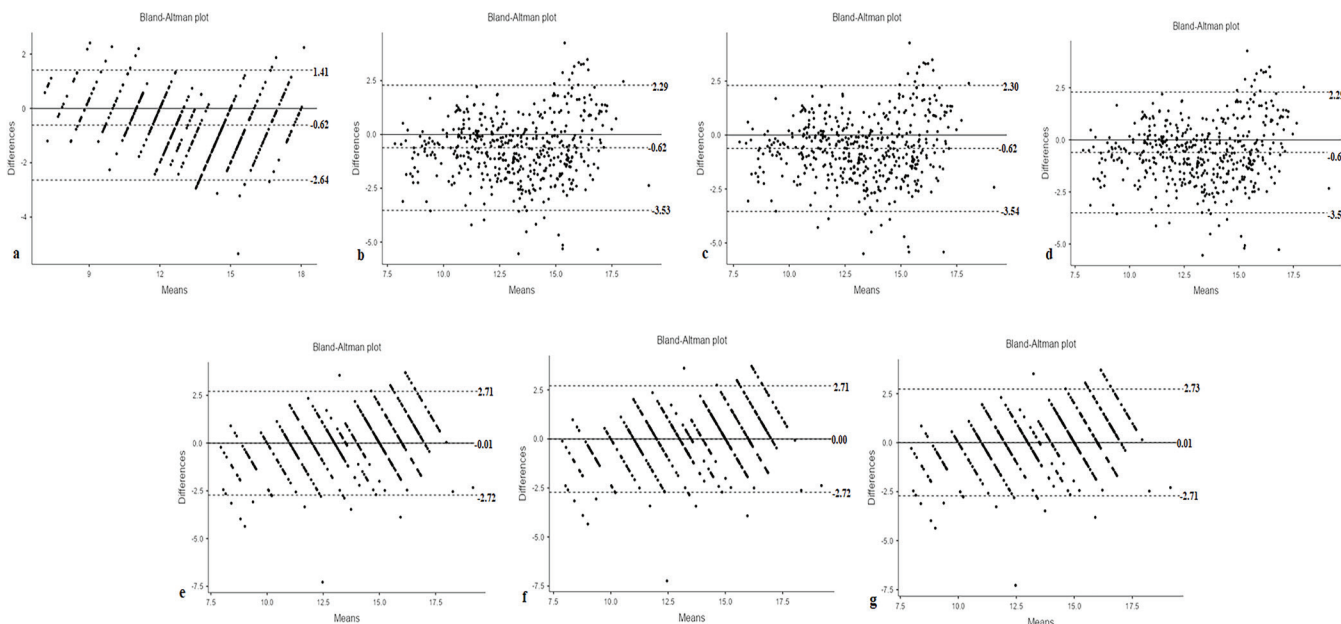 Bland-Altman plot
Differences
2
0
-2
-4
1.41
-0.62
-2.64
9
12
15
18
Means
a
Bland-Altman plot
Differences
2.5
0.0
-2.5
-5.0
2.29
-0.62
-3.53
7.5
10.0
12.5
15.0
17.5
Means
b
Bland-Altman plot
Differences
2.5
0.0
-2.5
-5.0
2.30
-0.62
-3.54
7.5
10.0
12.5
15.0
17.5
Means
c
Bland-Altman plot
Differences
2.5
0.0
-2.5
-5.0
7.5
10.0
12.5
15.0
17.5
Means
d
Bland-Altman plot
Differences
2.5
0.0
-2.5
-5.0
-7.5
2.71
-0.01
-2.72
7.5
10.0
12.5
15.0
17.5
Means
e
Bland-Altman plot
Differences
2.5
0.0
-2.5
-5.0
-7.5
2.71
0.00
-2.72
7.5
10.0
12.5
15.0
17.5
Means
f
Bland-Altman plot
Differences
2.5
0.0
-2.5
-5.0
-7.5
2.73
0.01
-2.71
7.5
10.0
12.5
15.0
17.5
Means
g